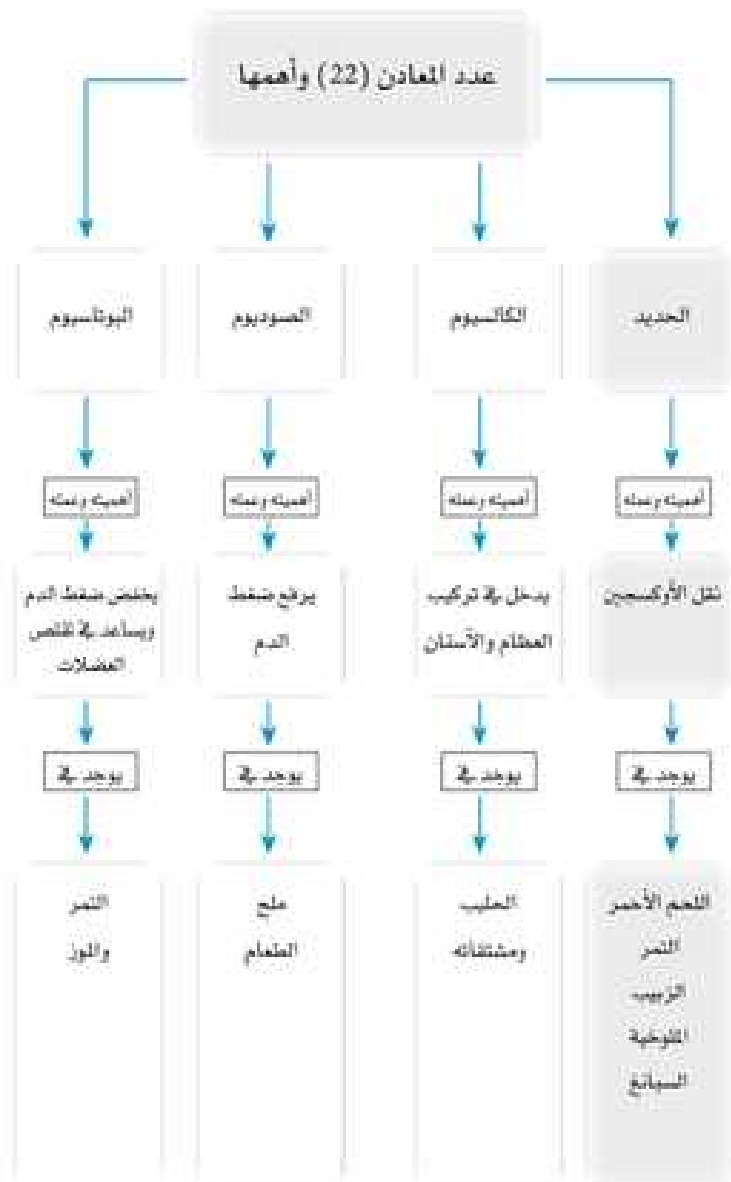 عدد المعادن (22) وأهمها
الحديد
الكالسيوم
الصوديوم
البوتاسيوم
أهميته وعمله
أهميته وعمله
أهميته وعمله
أهميته وعمله
نقل الأوكسجين
يدخل في تركيب
العظام والأسنان
يرفع ضغط
الدم
يخفض ضغط الدم
ويساعد في تقلص
العضلات
يوجد في
يوجد في
يوجد في
يوجد في
اللحم الأحمر
التمر
الزبيب
الملوخية
السبانغ
الحليب
ومشتقاته
ملح
الطعام
التمر
والموز